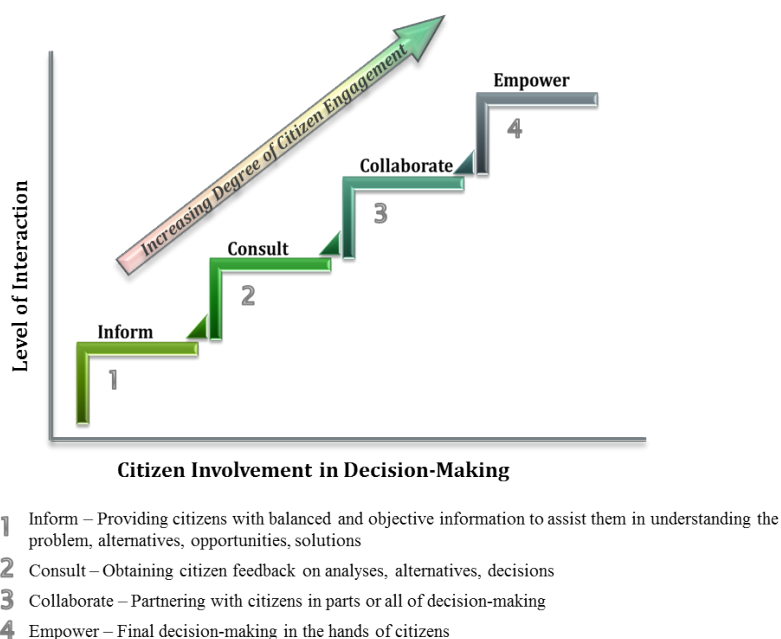 Increasing Degree of Citizen Engagement
Empower
4
Collaborate
3
Consult
2
Inform
1
Level of Interaction
Citizen Involvement in Decision-Making
1 Inform – Providing citizens with balanced and objective information to assist them in understanding the
problem, alternatives, opportunities, solutions
2 Consult – Obtaining citizen feedback on analyses, alternatives, decisions
3 Collaborate – Partnering with citizens in parts or all of decision-making
4 Empower – Final decision-making in the hands of citizens